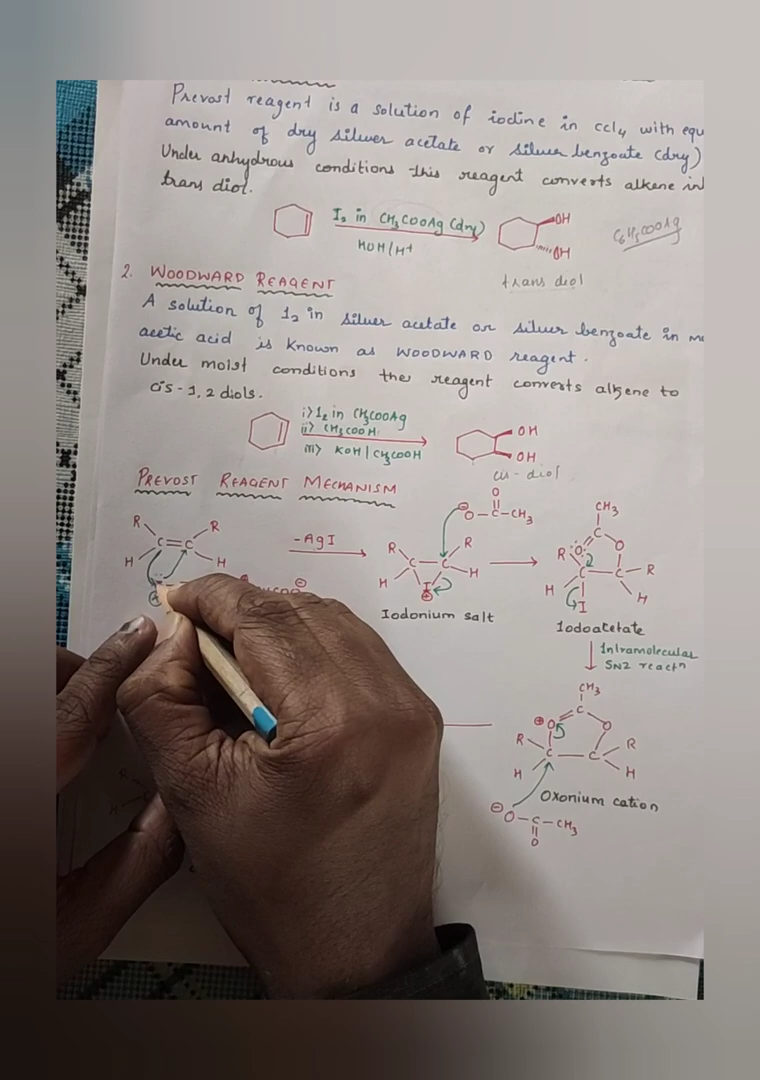 Prevost reagent is a solution of iodine in ccl4 with equ
amount of dry silver acetate or silver benzoate (dry)
Under anhydrous conditions this reagent converts alkene in
trans diol.
I2 in CH3COOAg (dry)
KOH/H+
OH
OH
C6H5COOAg
trans diol
2. WOODWARD REAGENT
A solution of I2 in silver acetate or silver benzoate in mo
acetic acid is known as WOODWARD reagent.
Under moist conditions the reagent converts alkene to
cis-1,2 diols.
i) I2 in CH3COOAg
ii) CH3COOH
iii) KOH / CH3COOH
OH
OH
cis-diol
PREVOST REAGENT MECHANISM
R R
C=C
H H
-AgI
R R
C-C
H H
I
⊕
Iodonium salt
⊖O-C-CH3
O
CH3
C
O O
R C-C-R
H H
I
Iodoacetate
Intramolecular
SN2 reactn
CH3
C
⊕O O
R C-C R
H H
Oxonium cation
⊖O-C-CH3
O